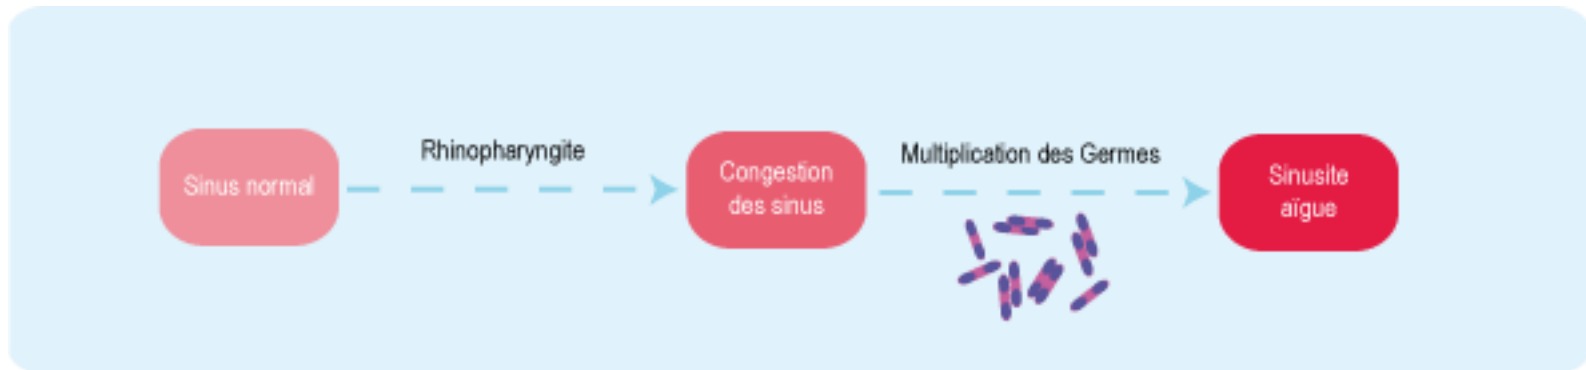 Sinus normal
Rhinopharyngite
Congestion
des sinus
Multiplication des Germes
Sinusite
aïgue